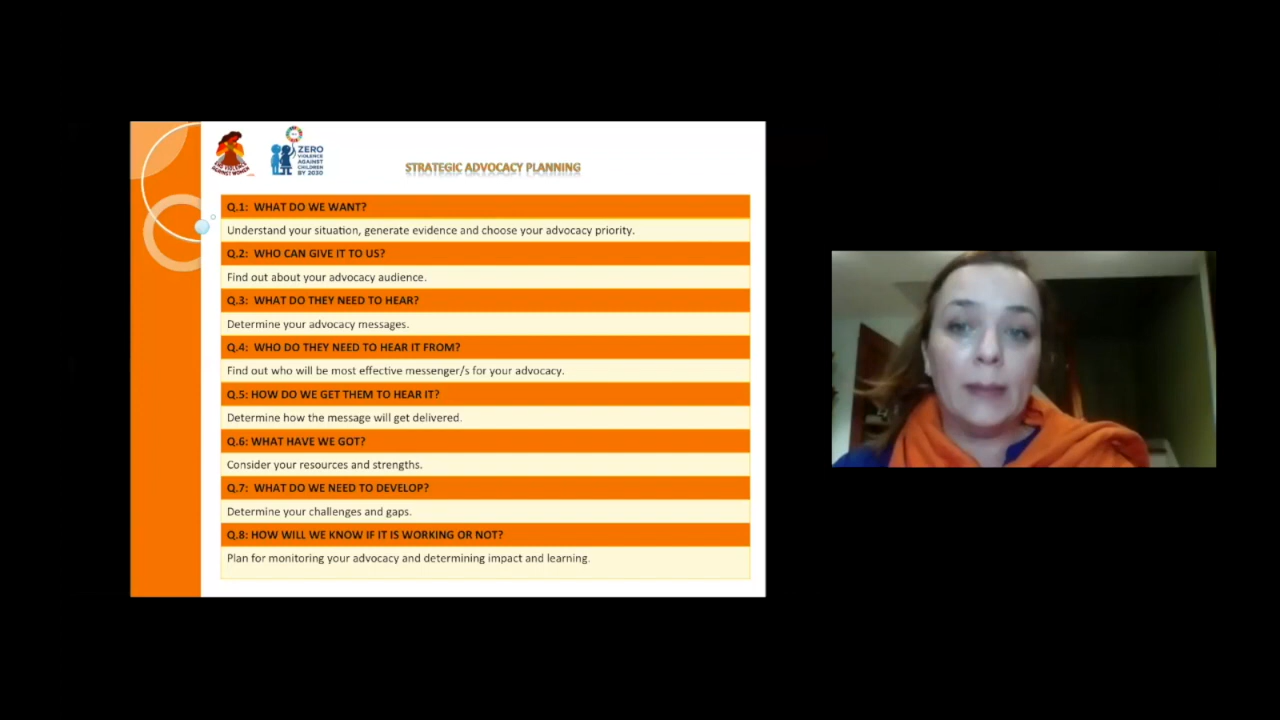 ZERO
VIOLENCE
AGAINST
CHILDREN
BY 2030
AGAINST WOMEN
STRATEGIC ADVOCACY PLANNING
Q.1: WHAT DO WE WANT?
Understand your situation, generate evidence and choose your advocacy priority.
Q.2: WHO CAN GIVE IT TO US?
Find out about your advocacy audience.
Q.3: WHAT DO THEY NEED TO HEAR?
Determine your advocacy messages.
Q.4: WHO DO THEY NEED TO HEAR IT FROM?
Find out who will be most effective messenger/s for your advocacy.
Q.5: HOW DO WE GET THEM TO HEAR IT?
Determine how the message will get delivered.
Q.6: WHAT HAVE WE GOT?
Consider your resources and strengths.
Q.7: WHAT DO WE NEED TO DEVELOP?
Determine your challenges and gaps.
Q.8: HOW WILL WE KNOW IF IT IS WORKING OR NOT?
Plan for monitoring your advocacy and determining impact and learning.